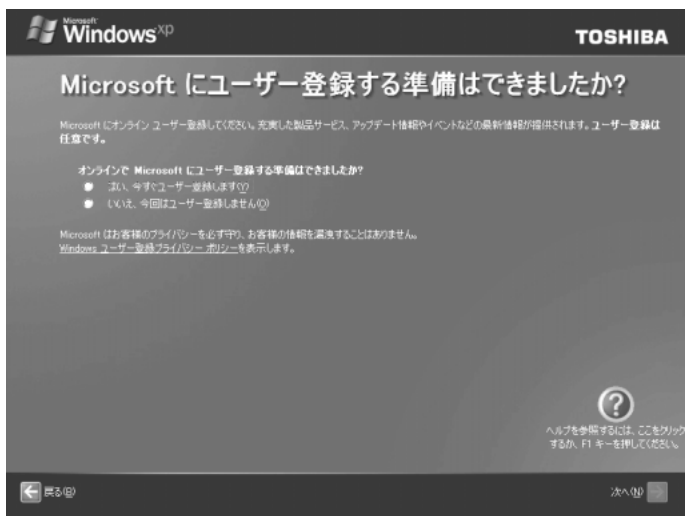 Microsoft
Windows xp
TOSHIBA
Microsoft にユーザー登録する準備はできましたか?
Microsoft にオンライン ユーザー登録してください。充実した製品サービス、アップデート情報やイベントなどの最新情報が提供されます。ユーザー登録は
任意です。
オンラインで Microsoft にユーザー登録する準備はできましたか?
はい、今すぐユーザー登録します(Y)
いいえ、今回はユーザー登録しません(O)
Microsoft はお客様のプライバシーを必ず守り、お客様の情報を漏洩することはありません。
Windows ユーザー登録プライバシー ポリシーを表示します。
ヘルプを参照するには、ここをクリック
するか、F1 キーを押してください。
戻る(B)
次へ(N)